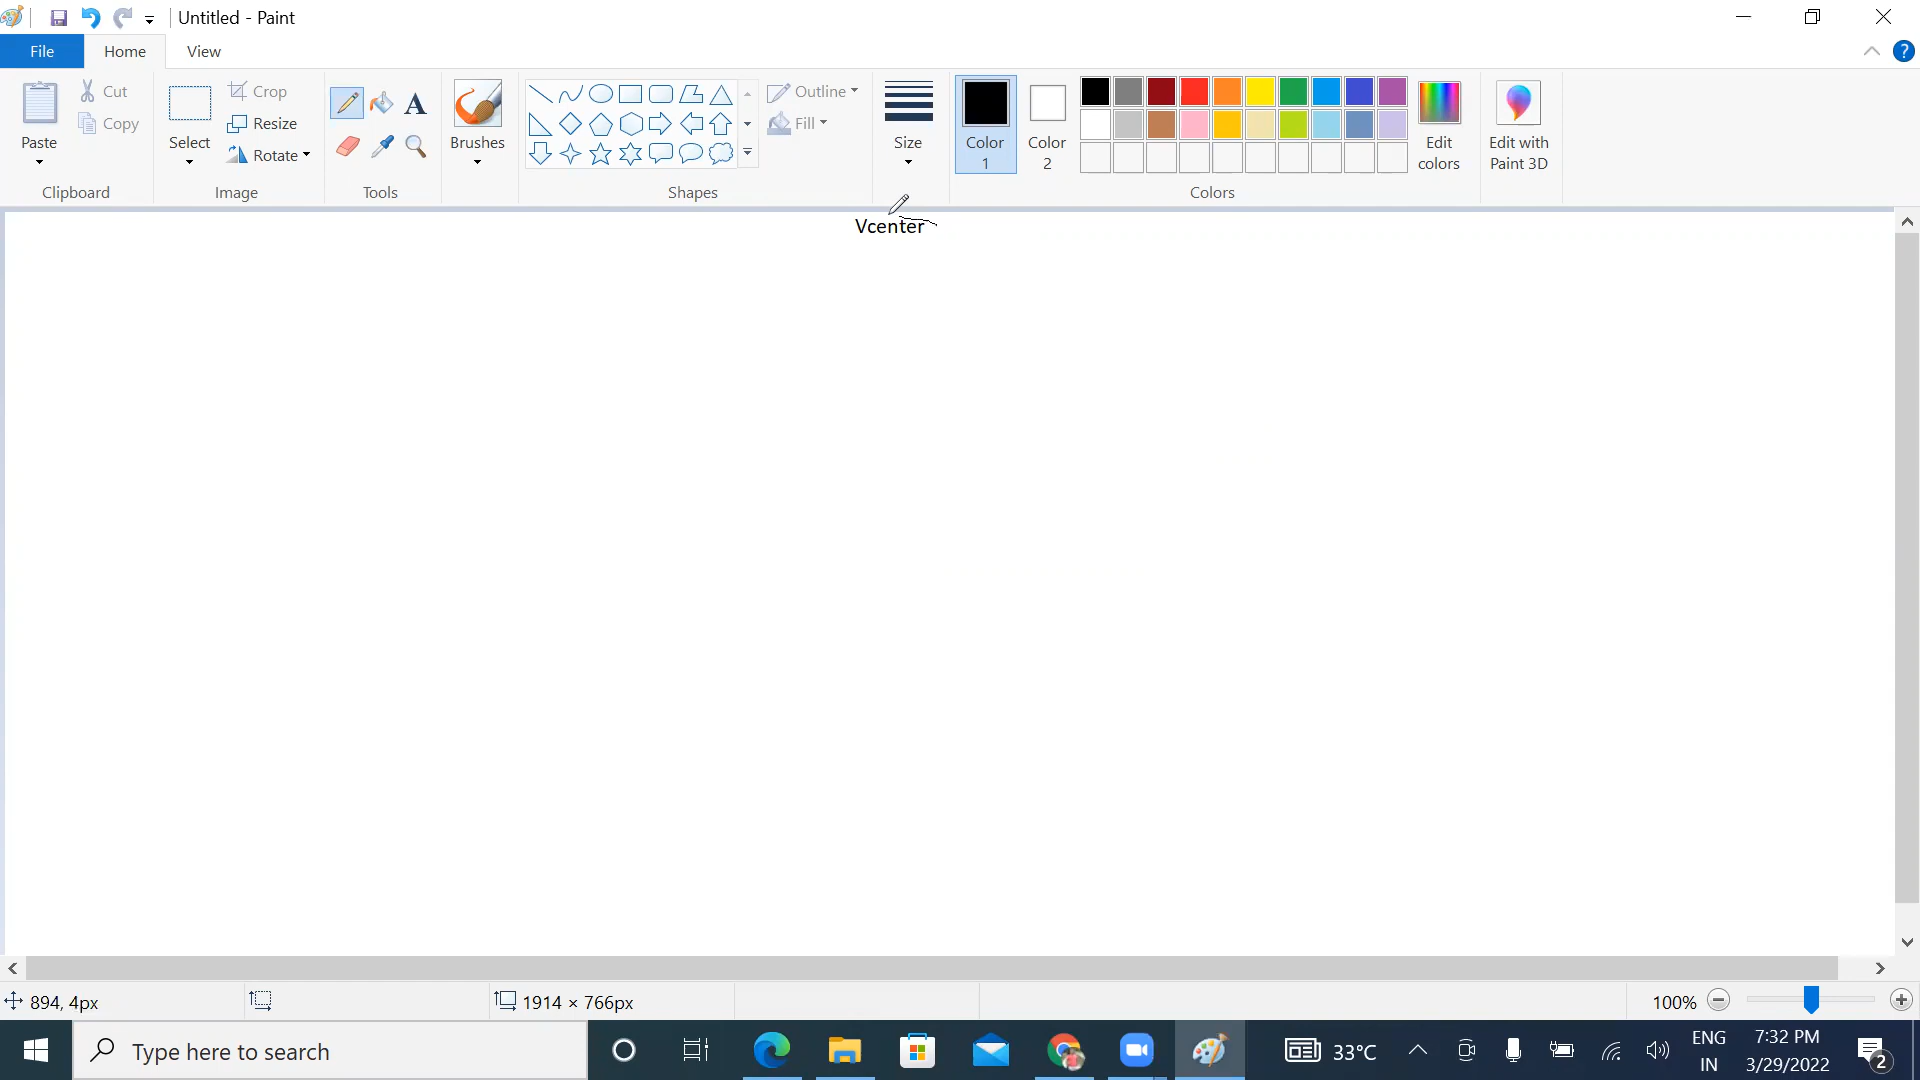 Untitled - Paint
File Home View
Paste
Cut
Copy
Clipboard
Select
Crop
Resize
Rotate
Image
A
Tools
Brushes
Outline
Fill
Shapes
Size
Color 1
Color 2
Edit colors
Colors
Edit with Paint 3D
Vcenter
894, 4px
1914 × 766px
100%
Type here to search
33°C
ENG
IN
7:32 PM
3/29/2022
2